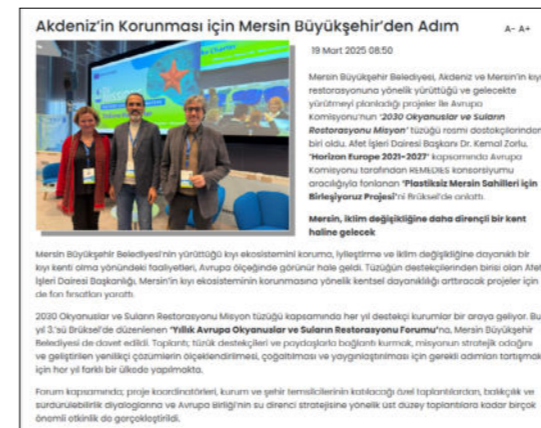 Akdeniz’in Korunması için Mersin Büyükşehir’den Adım
A- A+
19 Mart 2025 08:50
Mersin Büyükşehir Belediyesi, Akdeniz ve Mersin’in kıyı
restorasyonuna yönelik yürüttüğü ve gelecekte
yürütmeyi planladığı projeler ile Avrupa
Komisyonu’nun ‘2030 Okyanuslar ve Suların
Restorasyonu Misyon’ tüzüğü resmi destekçilerinden
biri oldu. Afet İşleri Dairesi Başkanı Dr. Kemal Zorlu,
‘Horizon Europe 2021-2027’ kapsamında Avrupa
Komisyonu tarafından REMEDIES konsorsiyumu
aracılığıyla fonlanan ‘Plastiksiz Mersin Sahilleri için
Birleşiyoruz Projesi’ni Brüksel’de anlattı.
Mersin, iklim değişikliğine daha dirençli bir kent
haline gelecek
Mersin Büyükşehir Belediyesi’nin yürüttüğü kıyı ekosistemini koruma, iyileştirme ve iklim değişikliğine dayanıklı bir
kıyı kenti olma yönündeki faaliyetleri, Avrupa ölçeğinde görünür hale geldi. Tüzüğün destekçilerinden birisi olan Afet
İşleri Dairesi Başkanlığı, Mersin’in kıyı ekosisteminin korunmasına yönelik kentsel dayanıklılığı arttıracak projeler için
de fon fırsatları yarattı.
2030 Okyanuslar ve Suların Restorasyonu Misyon tüzüğü kapsamında her yıl destekçi kurumlar bir araya geliyor. Bu
yıl 3.’sü Brüksel’de düzenlenen ‘Yıllık Avrupa Okyanuslar ve Suların Restorasyonu Forumu’na, Mersin Büyükşehir
Belediyesi de davet edildi. Toplantı; tüzük destekçileri ve paydaşlarla bağlantı kurmak, misyonun stratejik odağını
ve geliştirilen yenilikçi çözümlerin ölçeklendirilmesi, çoğaltılması ve yaygınlaştırılması için gerekli adımları tartışmak
için her yıl farklı bir ülkede yapılmakta.
Forum kapsamında; proje koordinatörleri, kurum ve şehir temsilcilerinin katılacağı özel toplantılardan, balıkçılık ve
sürdürülebilirlik diyaloglarına ve Avrupa Birliği’nin su direnci stratejisine yönelik üst düzey toplantılara kadar birçok
önemli etkinlik de gerçekleştirildi.